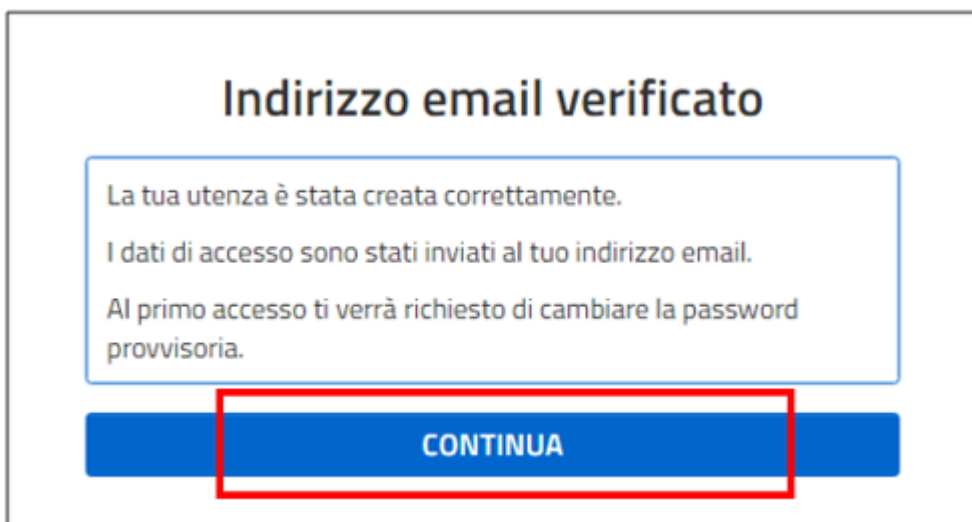 Indirizzo email verificato
La tua utenza è stata creata correttamente.
I dati di accesso sono stati inviati al tuo indirizzo email.
Al primo accesso ti verrà richiesto di cambiare la password
provvisoria.
CONTINUA